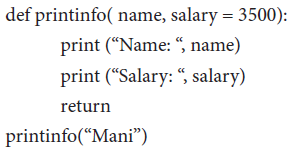 def printinfo( name, salary = 3500):
print (“Name: “, name)
print (“Salary: “, salary)
return
printinfo(“Mani”)